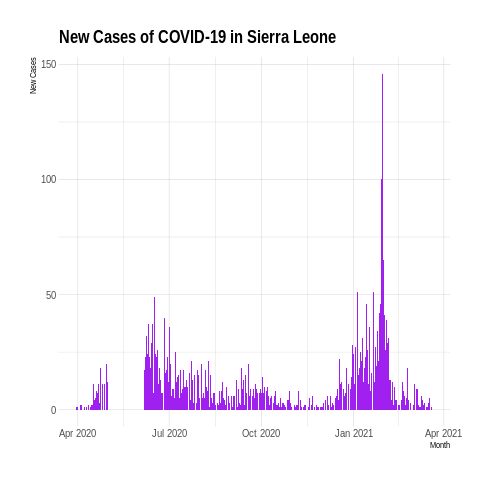 New Cases of COVID-19 in Sierra Leone
New Cases
150
100
50
0
Apr 2020
Jul 2020
Oct 2020
Jan 2021
Apr 2021
Month